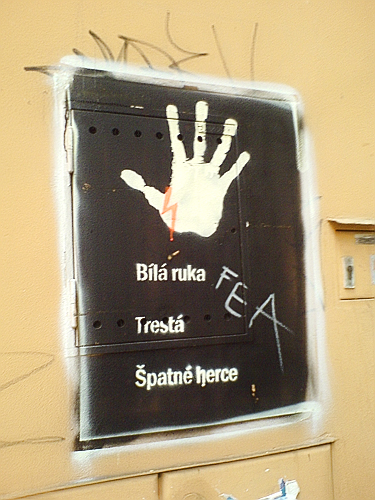 Bílá ruka
FEA
Trestá
Špatné herce